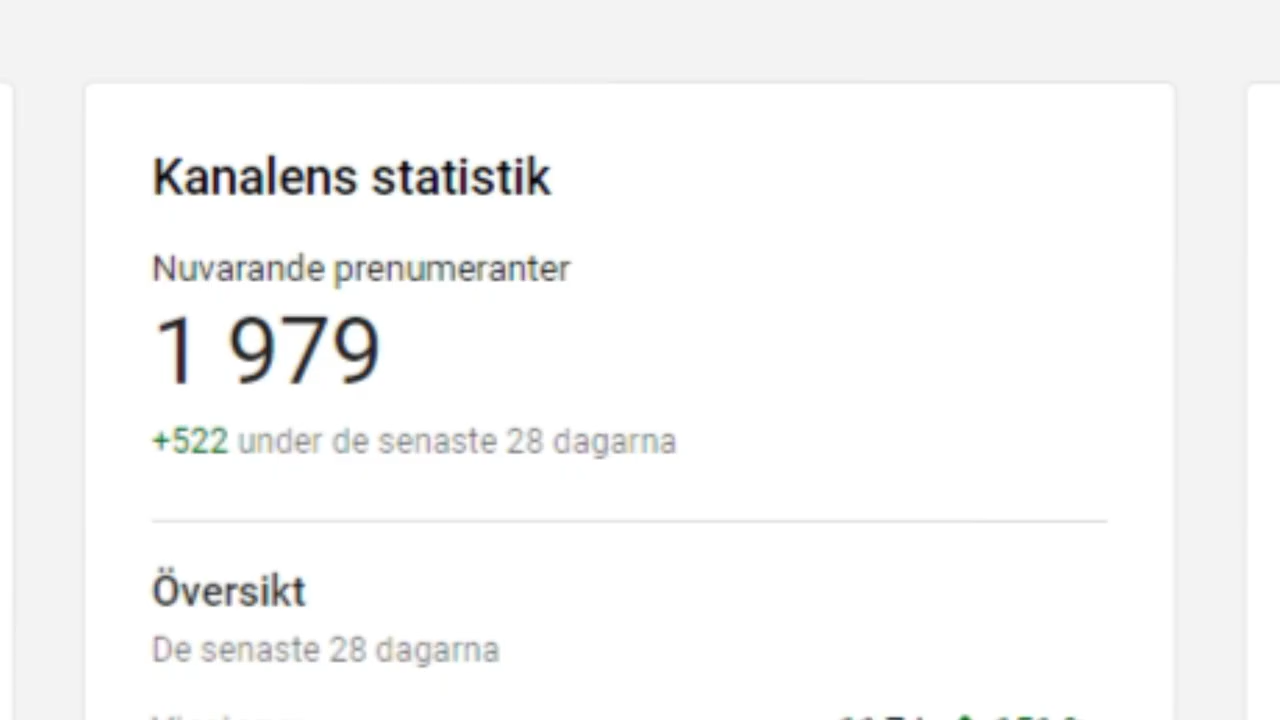 Kanalens statistik
Nuvarande prenumeranter
1 979
+522 under de senaste 28 dagarna
Översikt
De senaste 28 dagarna